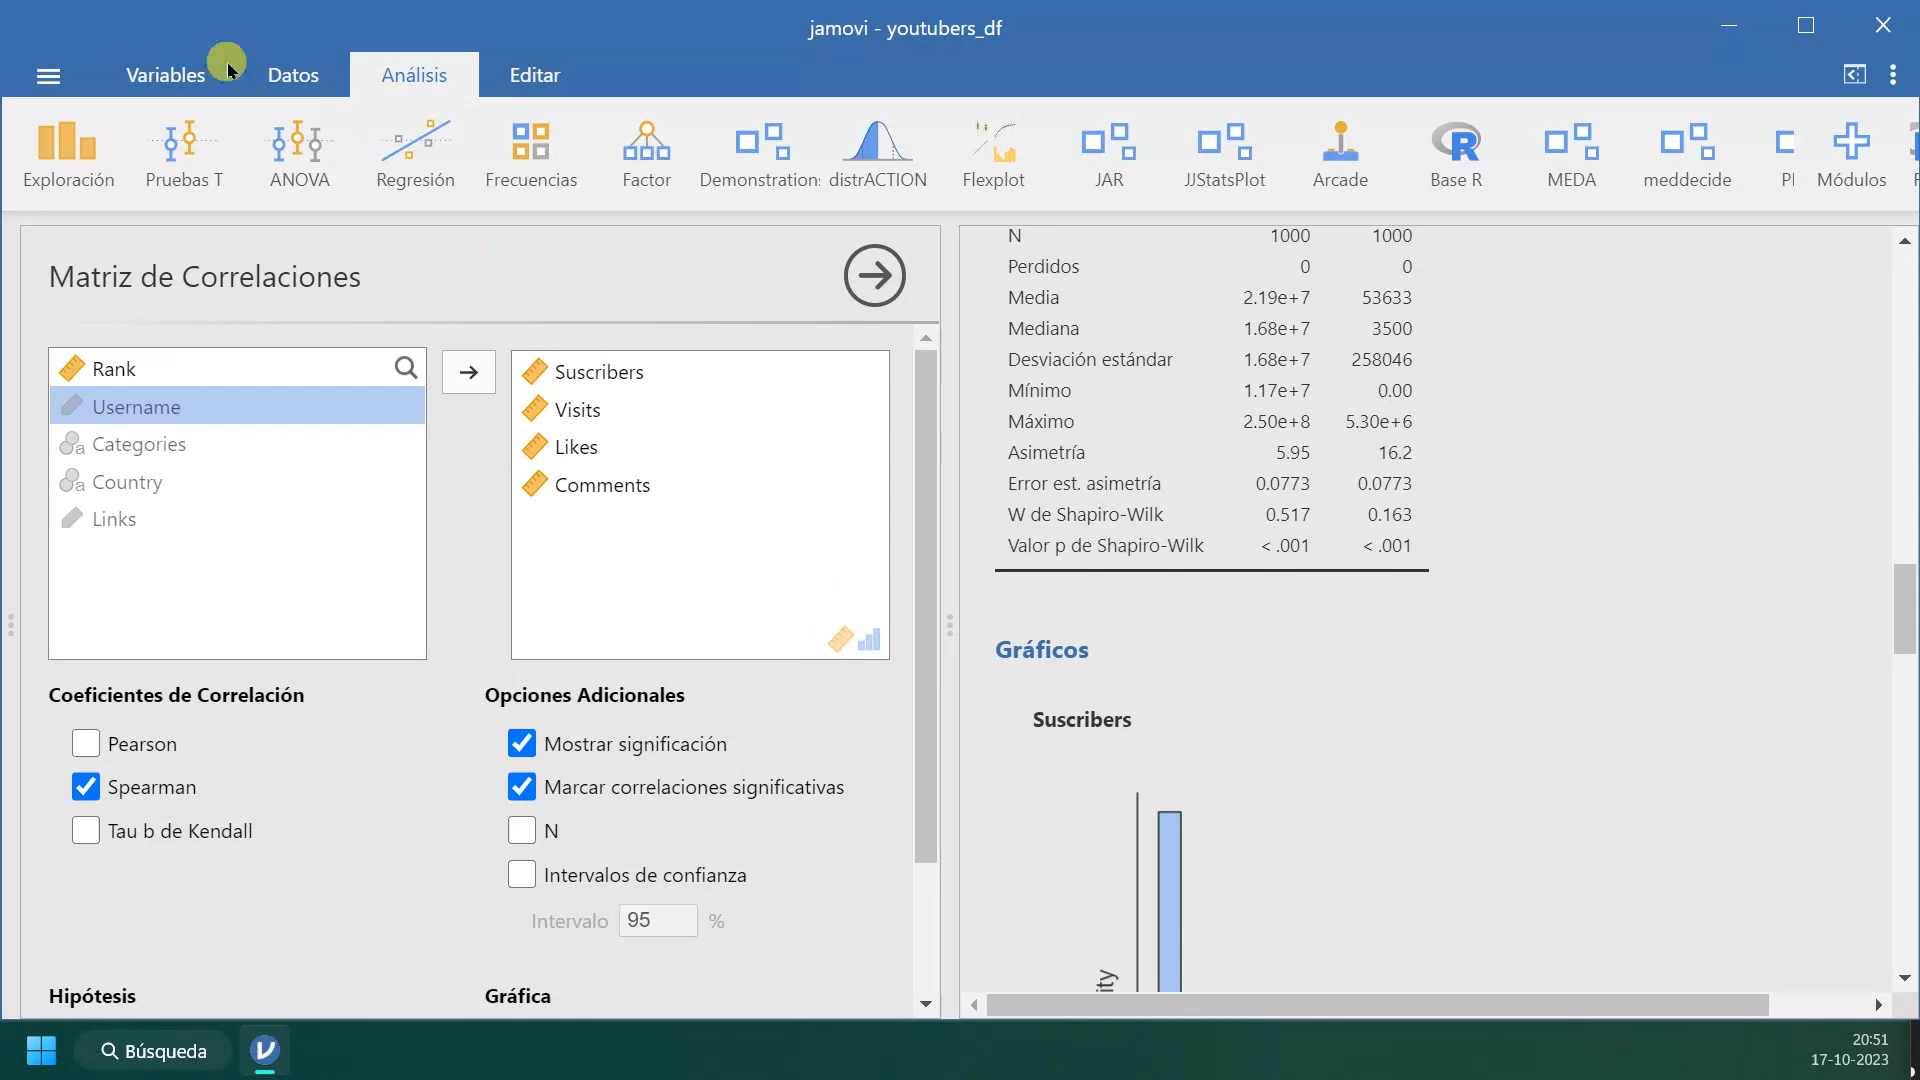 jamovi - youtubers_df
Variables
Datos
Análisis
Editar
Exploración
Pruebas T
ANOVA
Regresión
Frecuencias
Factor
Demonstration
distrACTION
Flexplot
JAR
JJStatsPlot
Arcade
Base R
MEDA
meddecide
Módulos
Matriz de Correlaciones
Rank
Username
Categories
Country
Links
Suscribers
Visits
Likes
Comments
Coeficientes de Correlación
Pearson
Spearman
Tau b de Kendall
Opciones Adicionales
Mostrar significación
Marcar correlaciones significativas
N
Intervalos de confianza
Intervalo 95 %
Hipótesis
Gráfica
N 1000 1000
Perdidos 0 0
Media 2.19e+7 53633
Mediana 1.68e+7 3500
Desviación estándar 1.68e+7 258046
Mínimo 1.17e+7 0.00
Máximo 2.50e+8 5.30e+6
Asimetría 5.95 16.2
Error est. asimetría 0.0773 0.0773
W de Shapiro-Wilk 0.517 0.163
Valor p de Shapiro-Wilk < .001 < .001
Gráficos
Suscribers
ity
Búsqueda
20:51
17-10-2023